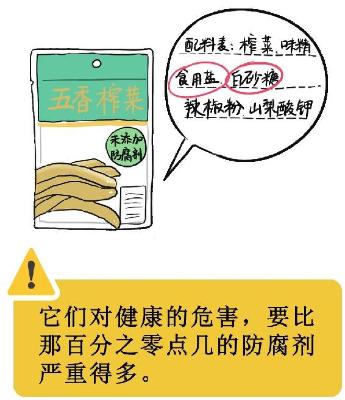 配料表：榨菜、味精
食用盐、白砂糖
辣椒粉、山梨酸钾
五香榨菜
未添加
防腐剂
!
它们对健康的危害，要比
那百分之零点几的防腐剂
严重得多。